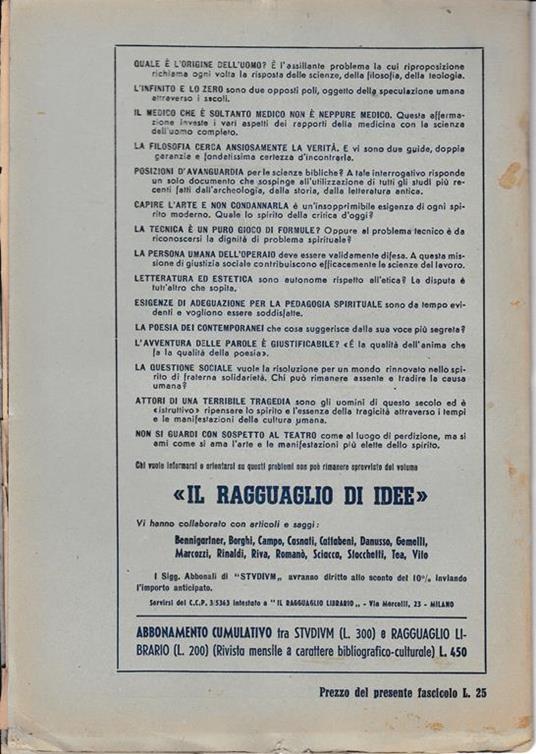 QUALE È L'ORIGINE DELL'UOMO? È l'assillante problema la cui riproposizione
richiama ogni volta la risposta delle scienze, della filosofia, della teologia.
L'INFINITO E LO ZERO sono due opposti poli, oggetto della speculazione umana
attraverso i secoli.
IL MEDICO CHE È SOLTANTO MEDICO NON È NEPPURE MEDICO. Questa afferma-
zione investe i vari aspetti dei rapporti della medicina con la scienza
dell'uomo completo.
LA FILOSOFIA CERCA ANSIOSAMENTE LA VERITÀ. E vi sono due guide, doppia
garanzia e fondatissima certezza d'incontrarla.
POSIZIONI D'AVANGUARDIA per le scienze bibliche? A tale interrogativo risponde
un solo documento che sospinge all'utilizzazione di tutti gli studi più re-
centi fatti dall'archeologia, dalla storia, dalla letteratura antica.
CAPIRE L'ARTE E NON CONDANNARLA è un'insopprimibile esigenza di ogni spi-
rito moderno. Quale lo spirito della critica d'oggi?
LA TECNICA È UN PURO GIOCO DI FORMULE? Oppure al problema tecnico è da
riconoscersi la dignità di problema spirituale?
LA PERSONA UMANA DELL'OPERAIO deve essere validamente difesa. A questa mis-
sione di giustizia sociale contribuiscono efficacemente le scienze del lavoro.
LETTERATURA ED ESTETICA sono autonome rispetto all'etica? La disputa è
tutt'altro che sopita.
ESIGENZE DI ADEGUAZIONE PER LA PEDAGOGIA SPIRITUALE sono da tempo evi-
denti e vogliono essere soddisfatte.
LA POESIA DEI CONTEMPORANEI che cosa suggerisce dalla sua voce più segreta?
L'AVVENTURA DELLE PAROLE È GIUSTIFICABILE? «É la qualità dell'anima che
fa la qualità della poesia».
LA QUESTIONE SOCIALE vuole la risoluzione per un mondo rinnovato nello spi-
rito di fraterna solidarietà. Chi può rimanere assente e tradire la causa
umana?
ATTORI DI UNA TERRIBILE TRAGEDIA sono gli uomini di questo secolo ed è
«istruttivo» ripensare lo spirito e l'essenza della tragicità attraverso i tempi
e le manifestazioni della cultura umana.
NON SI GUARDI CON SOSPETTO AL TEATRO come al luogo di perdizione, ma si
ami come si ama l'arte e le manifestazioni più elette dello spirito.
Chi vuole informarsi e orientarsi su questi problemi non può rimanere sprovvisto del volume
«IL RAGGUAGLIO DI IDEE»
Vi hanno collaborato con articoli e saggi:
Bennigartner, Borghi, Campo, Casnati, Cattabeni, Danusso, Gemelli,
Marcozzi, Rinaldi, Riva, Romanò, Sciacca, Stocchetti, Tea, Vito
I Sigg. Abbonati di "STVDIVM„ avranno diritto allo sconto del 10% inviando
l'importo anticipato.
Servirsi del C.C.P. 3/5363 intestato a "IL RAGGUAGLIO LIBRARIO„ - Via Mercalli, 23 - MILANO
ABBONAMENTO CUMULATIVO tra STVDIVM (L. 300) e RAGGUAGLIO LI-
BRARIO (L. 200) (Rivista mensile a carattere bibliografico-culturale) L. 450
Prezzo del presente fascicolo L. 25